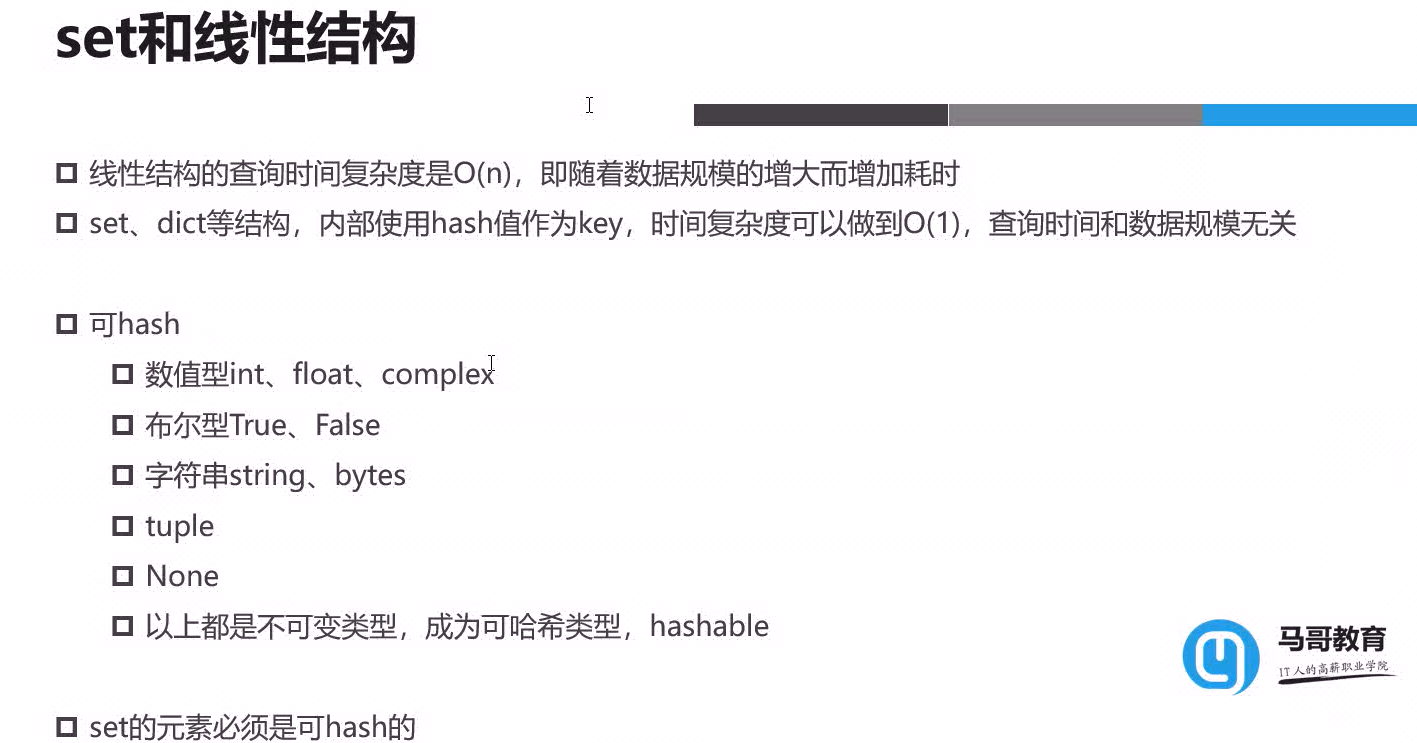 set和线性结构
线性结构的查询时间复杂度是O(n)，即随着数据规模的增大而增加耗时
set、dict等结构，内部使用hash值作为key，时间复杂度可以做到O(1)，查询时间和数据规模无关
可hash
数值型int、float、complex
布尔型True、False
字符串string、bytes
tuple
None
以上都是不可变类型，成为可哈希类型，hashable
set的元素必须是可hash的
马哥教育
IT人的高薪职业学院